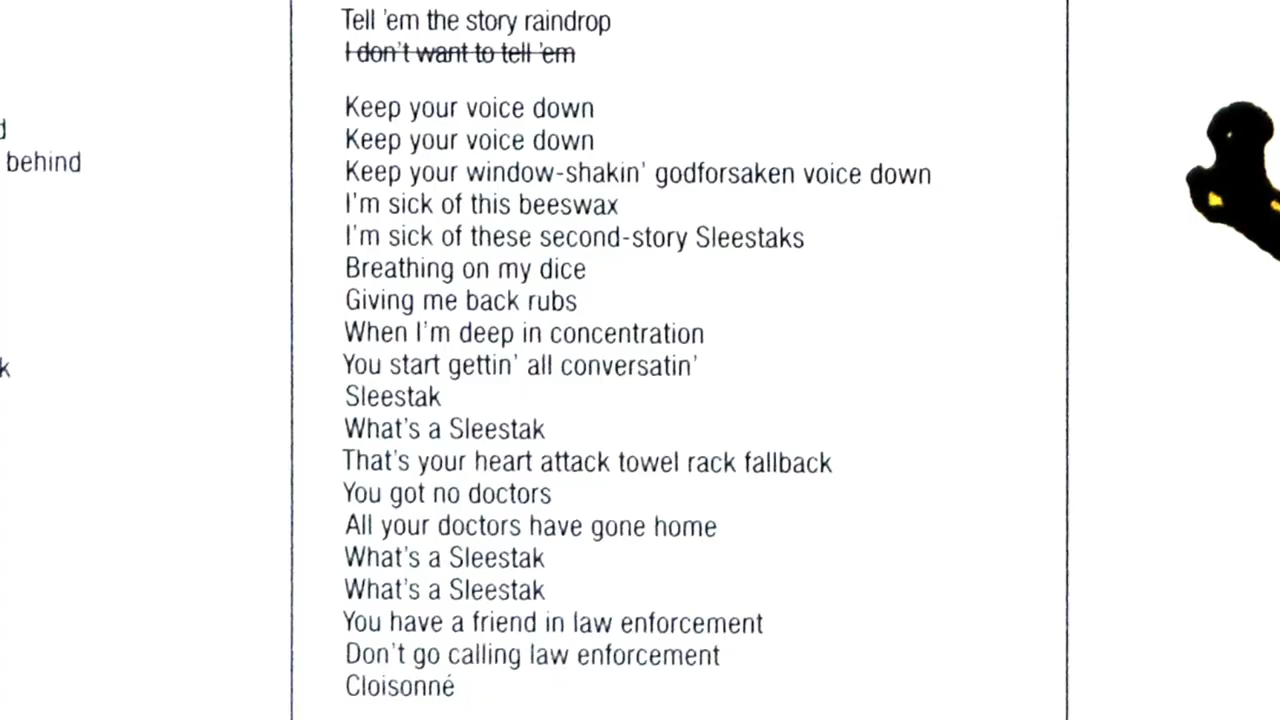 Tell 'em the story raindrop
I don't want to tell 'em
Keep your voice down
Keep your voice down
Keep your window-shakin' godforsaken voice down
I'm sick of this beeswax
I'm sick of these second-story Sleestaks
Breathing on my dice
Giving me back rubs
When I'm deep in concentration
You start gettin' all conversatin'
Sleestak
What's a Sleestak
That's your heart attack towel rack fallback
You got no doctors
All your doctors have gone home
What's a Sleestak
What's a Sleestak
You have a friend in law enforcement
Don't go calling law enforcement
Cloisonné
behind